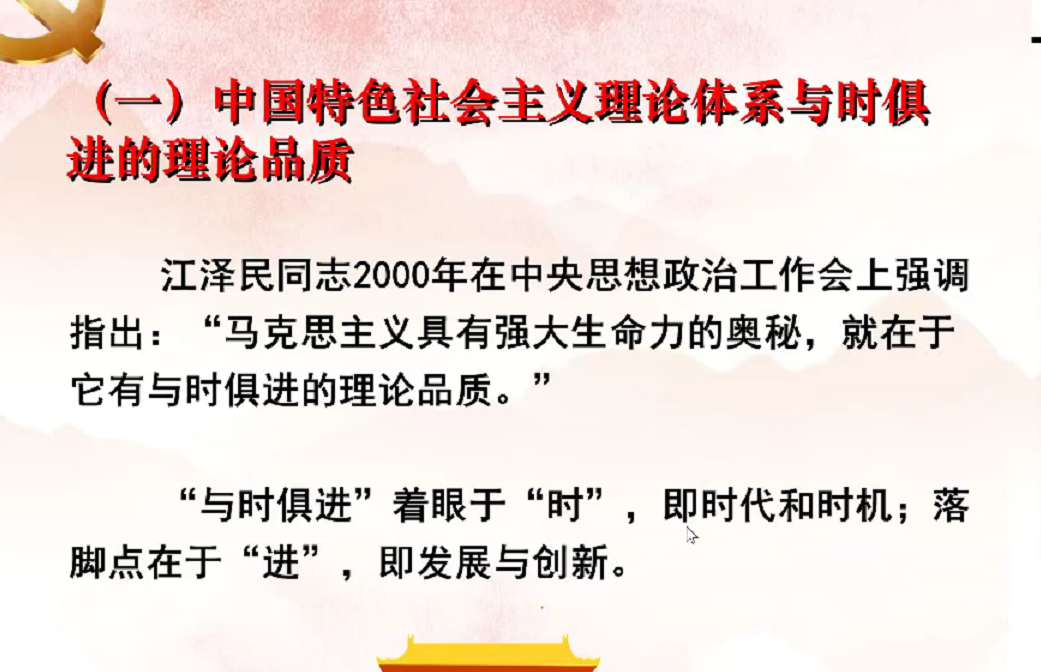 （一）中国特色社会主义理论体系与时俱
进的理论品质
江泽民同志2000年在中央思想政治工作会上强调
指出：“马克思主义具有强大生命力的奥秘，就在于
它有与时俱进的理论品质。”
“与时俱进”着眼于“时”，即时代和时机；落
脚点在于“进”，即发展与创新。